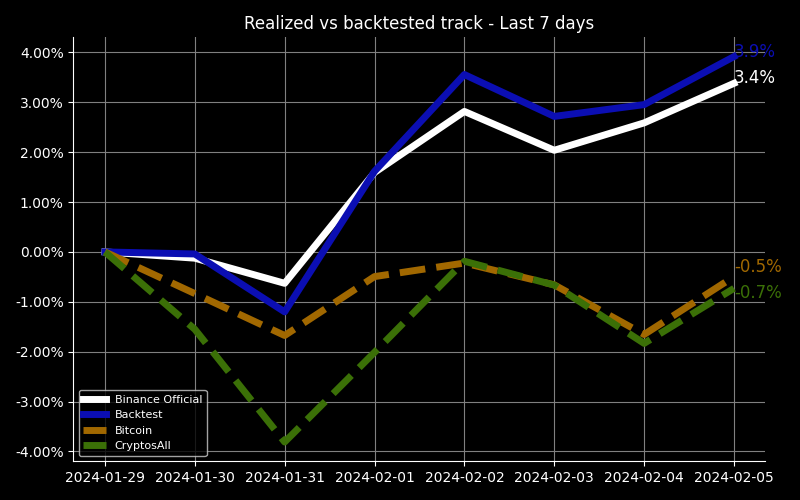 Realized vs backtested track - Last 7 days
4.00%
3.00%
2.00%
1.00%
0.00%
-1.00%
-2.00%
-3.00%
-4.00%
3.9%
3.4%
-0.5%
-0.7%
Binance Official
Backtest
Bitcoin
CryptosAll
2024-01-29 2024-01-30 2024-01-31 2024-02-01 2024-02-02 2024-02-03 2024-02-04 2024-02-05